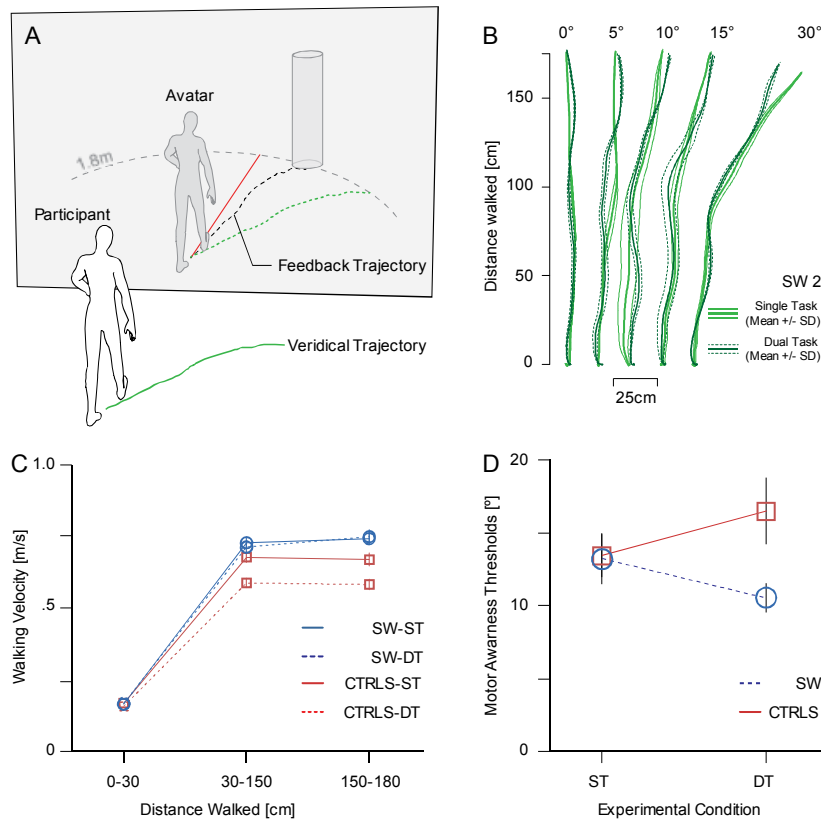 A
Avatar
1.8m
Participant
Feedback Trajectory
Veridical Trajectory
B
0° 5° 10° 15° 30°
Distance walked [cm]
150
100
50
0
SW 2
Single Task
(Mean +/- SD)
Dual Task
(Mean +/- SD)
25cm
C
Walking Velocity [m/s]
1.0
.5
0
SW-ST
SW-DT
CTRLS-ST
CTRLS-DT
0-30 30-150 150-180
Distance Walked [cm]
D
Motor Awarness Thresholds [º]
20
10
0
SW
CTRLS
ST DT
Experimental Condition